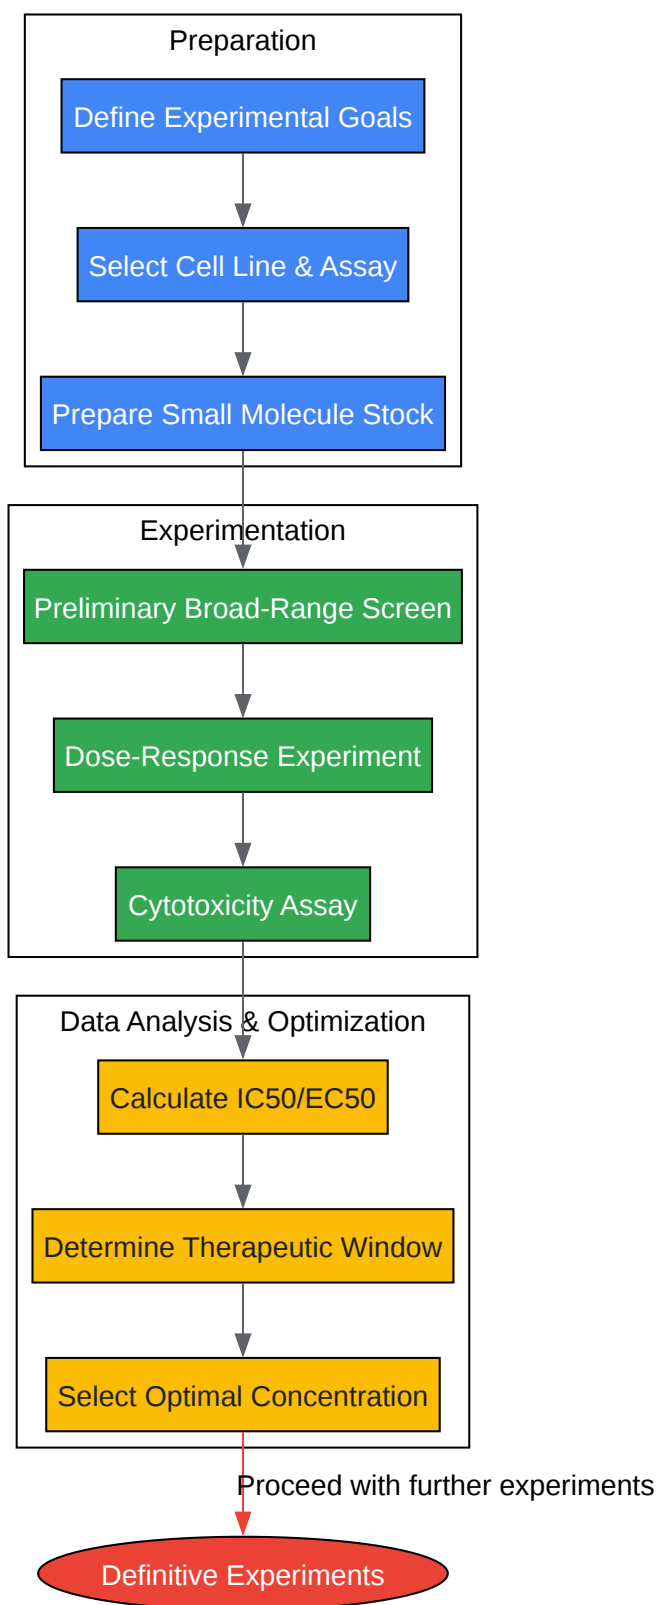 Preparation
Define Experimental Goals
Select Cell Line & Assay
Prepare Small Molecule Stock
Experimentation
Preliminary Broad-Range Screen
Dose-Response Experiment
Cytotoxicity Assay
Data Analysis & Optimization
Calculate IC50/EC50
Determine Therapeutic Window
Select Optimal Concentration
Proceed with further experiments
Definitive Experiments